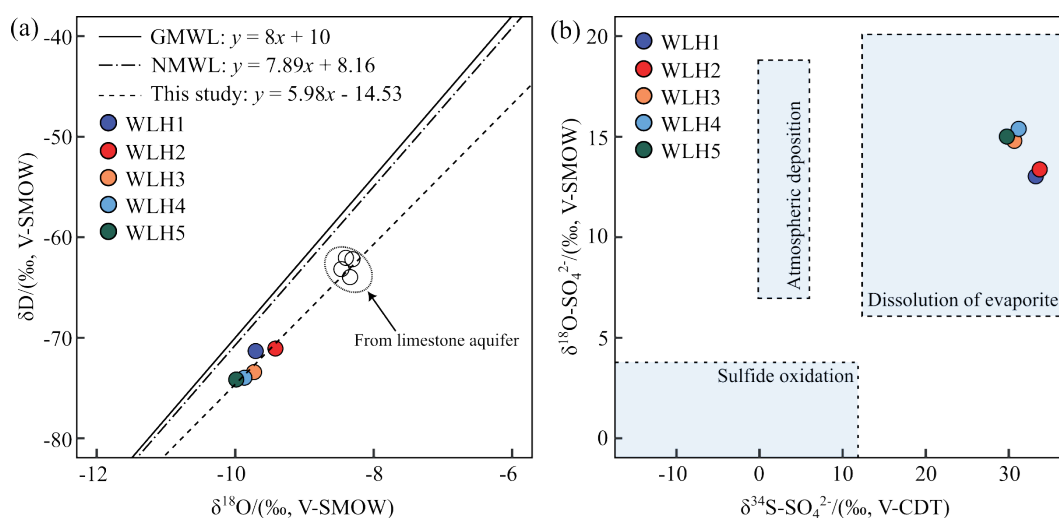 (a)
GMWL: y = 8x + 10
NMWL: y = 7.89x + 8.16
This study: y = 5.98x - 14.53
WLH1
WLH2
WLH3
WLH4
WLH5
From limestone aquifer
-40
-50
-60
-70
-80
δD/(‰, V-SMOW)
-12
-10
-8
-6
δ¹⁸O/(‰, V-SMOW)
(b)
WLH1
WLH2
WLH3
WLH4
WLH5
Atmospheric deposition
Dissolution of evaporite
Sulfide oxidation
20
15
10
5
0
δ¹⁸O-SO₄²⁻/(‰, V-SMOW)
-10
0
10
20
30
δ³⁴S-SO₄²⁻/(‰, V-CDT)